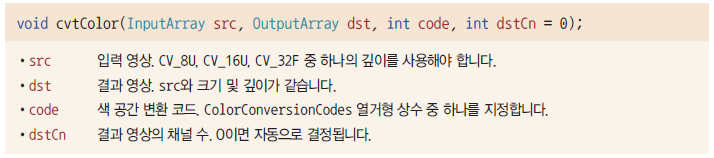 void cvtColor(InputArray src, OutputArray dst, int code, int dstCn = 0);
• src 입력 영상. CV_8U, CV_16U, CV_32F 중 하나의 깊이를 사용해야 합니다.
• dst 결과 영상. src와 크기 및 깊이가 같습니다.
• code 색 공간 변환 코드. ColorConversionCodes 열거형 상수 중 하나를 지정합니다.
• dstCn 결과 영상의 채널 수. 0이면 자동으로 결정됩니다.